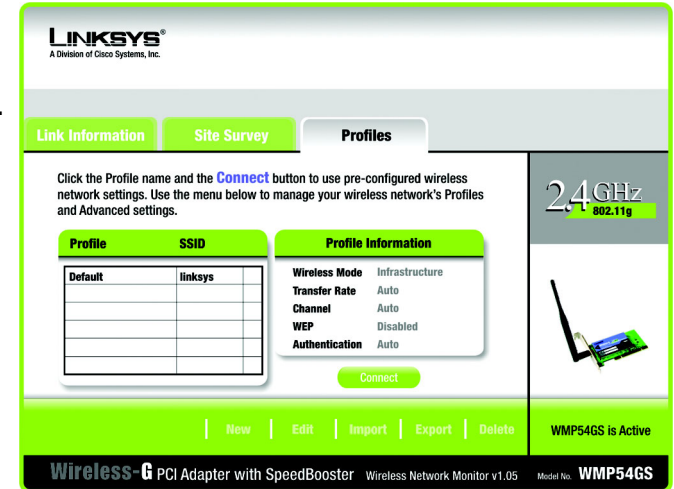 LINKSYS®
A Division of Cisco Systems, Inc.
Link Information
Site Survey
Profiles
Click the Profile name and the Connect button to use pre-configured wireless
network settings. Use the menu below to manage your wireless network's Profiles
and Advanced settings.
2.4GHz
802.11g
Profile SSID
Default linksys
Profile Information
Wireless Mode Infrastructure
Transfer Rate Auto
Channel Auto
WEP Disabled
Authentication Auto
Connect
New Edit Import Export Delete
WMP54GS is Active
Wireless-G PCI Adapter with SpeedBooster Wireless Network Monitor v1.05 Model No. WMP54GS